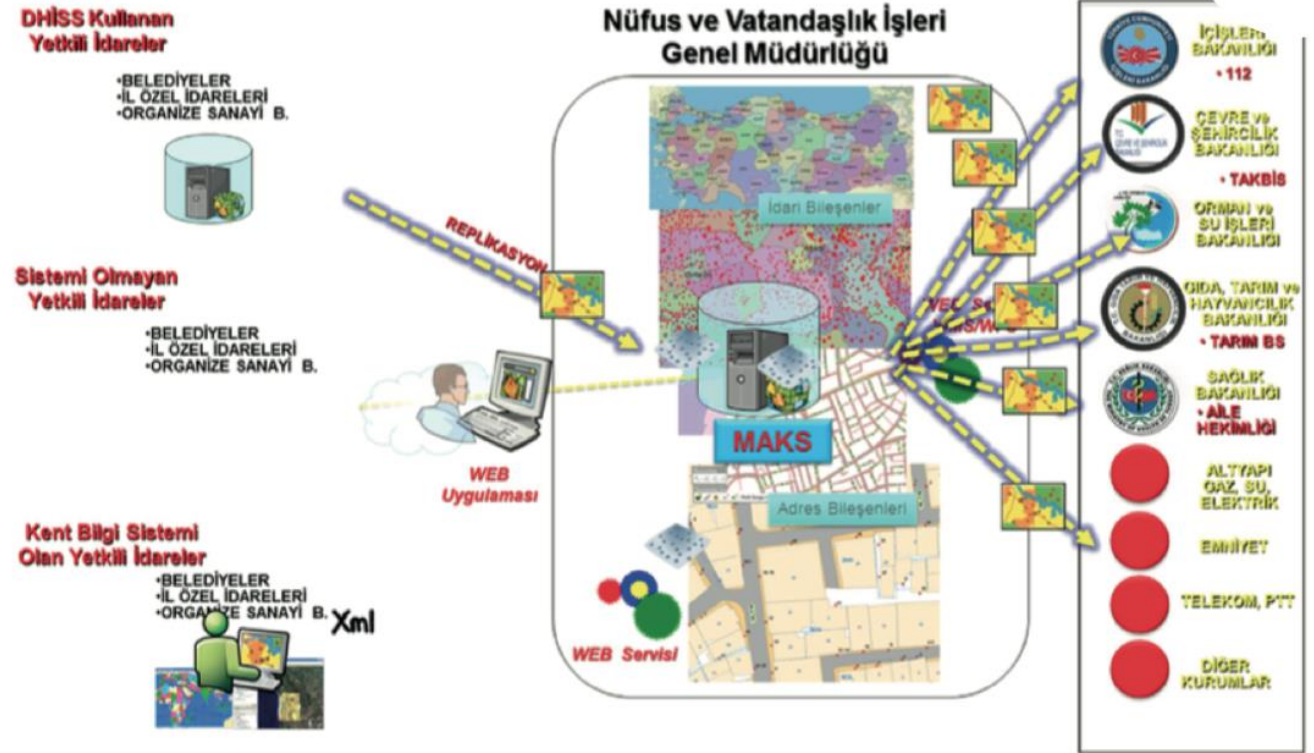 DHİSS Kullanan
Yetkili İdareler
•BELEDİYELER
•İL ÖZEL İDARELERİ
•ORGANİZE SANAYİ B.
Sistemi Olmayan
Yetkili İdareler
•BELEDİYELER
•İL ÖZEL İDARELERİ
•ORGANİZE SANAYİ B.
Kent Bilgi Sistemi
Olan Yetkili İdareler
•BELEDİYELER
•İL ÖZEL İDARELERİ
•ORGANİZE SANAYİ B.
Xml
REPLİKASYON
WEB
Uygulaması
Nüfus ve Vatandaşlık İşleri
Genel Müdürlüğü
İdari Bileşenler
MAKS
Adres Bileşenleri
WEB Servisi
İÇİŞLERİ
BAKANLIĞI
• 112
ÇEVRE ve
ŞEHİRCİLİK
BAKANLIĞI
• TAKBİS
ORMAN ve
SU İŞLERİ
BAKANLIĞI
GIDA, TARIM ve
HAYVANCILIK
BAKANLIĞI
• TARIM BS
SAĞLIK
BAKANLIĞI
• AİLE
HEKİMLİĞİ
ALTYAPI
GAZ, SU,
ELEKTRİK
EMNİYET
TELEKOM, PTT
DİĞER
KURUMLAR